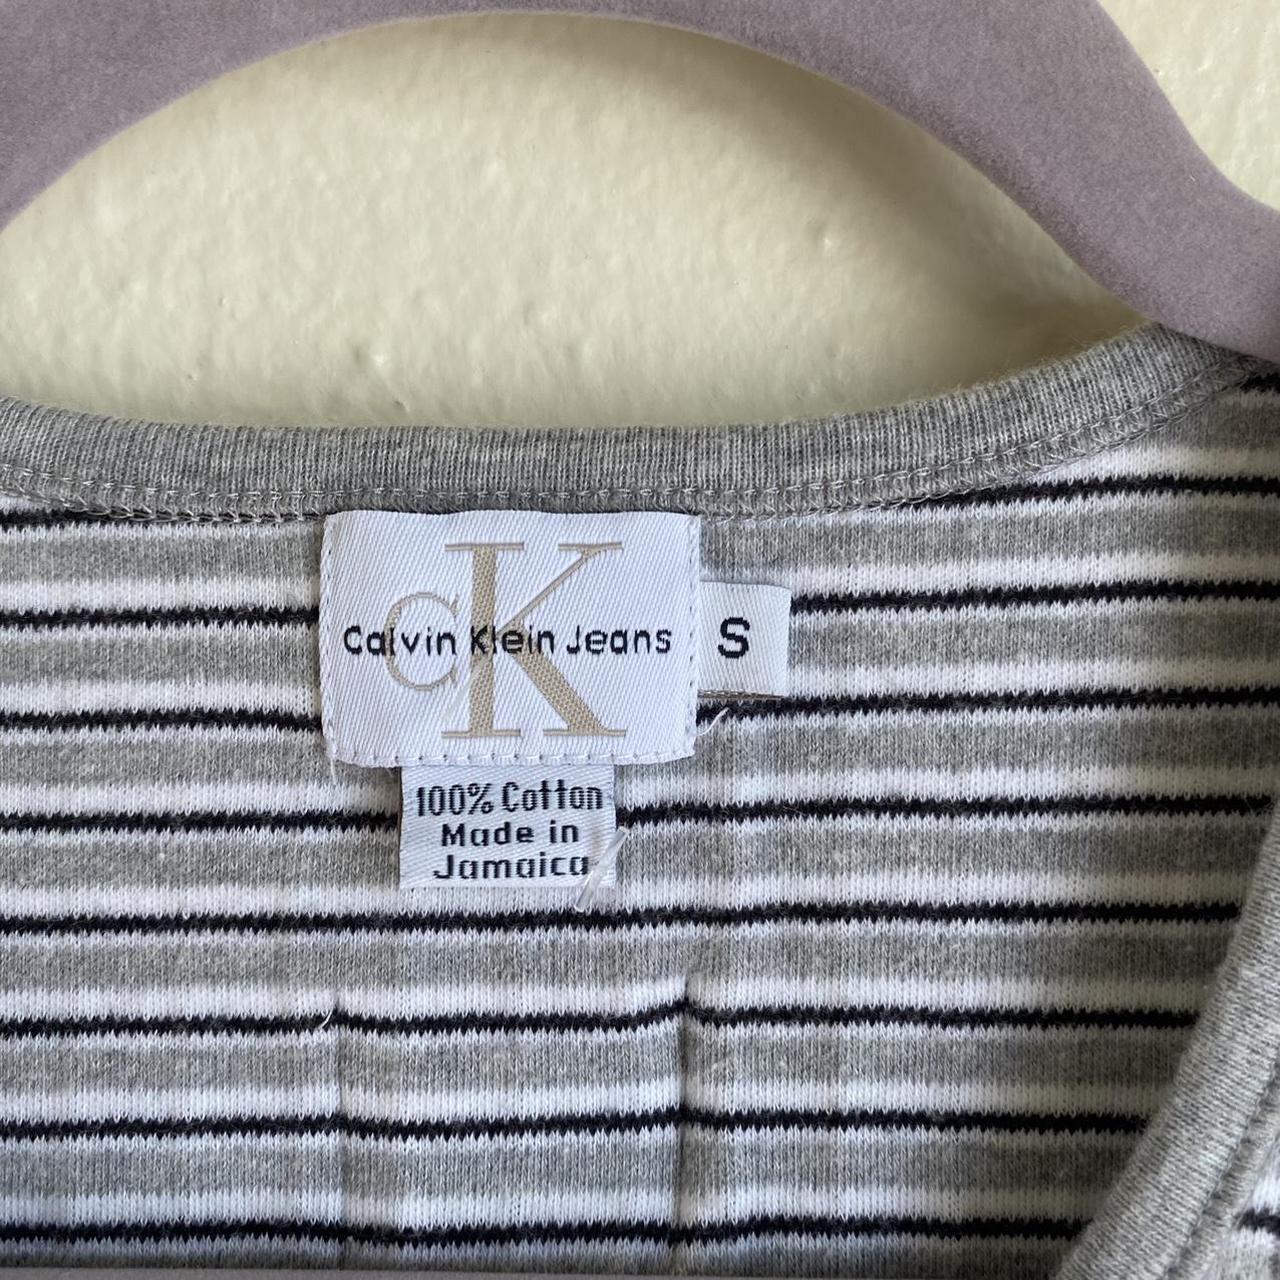 CK
Calvin Klein Jeans
S
100% Cotton
Made in
Jamaica